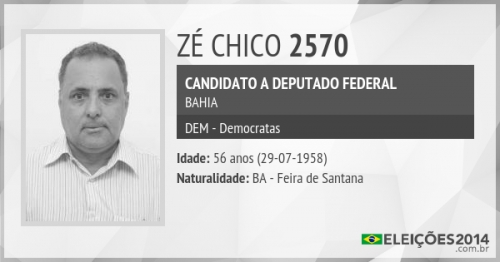 ZÉ CHICO 2570
CANDIDATO A DEPUTADO FEDERAL
BAHIA
DEM - Democratas
Idade: 56 anos (29-07-1958)
Naturalidade: BA - Feira de Santana
ELEIÇÕES2014
.com.br